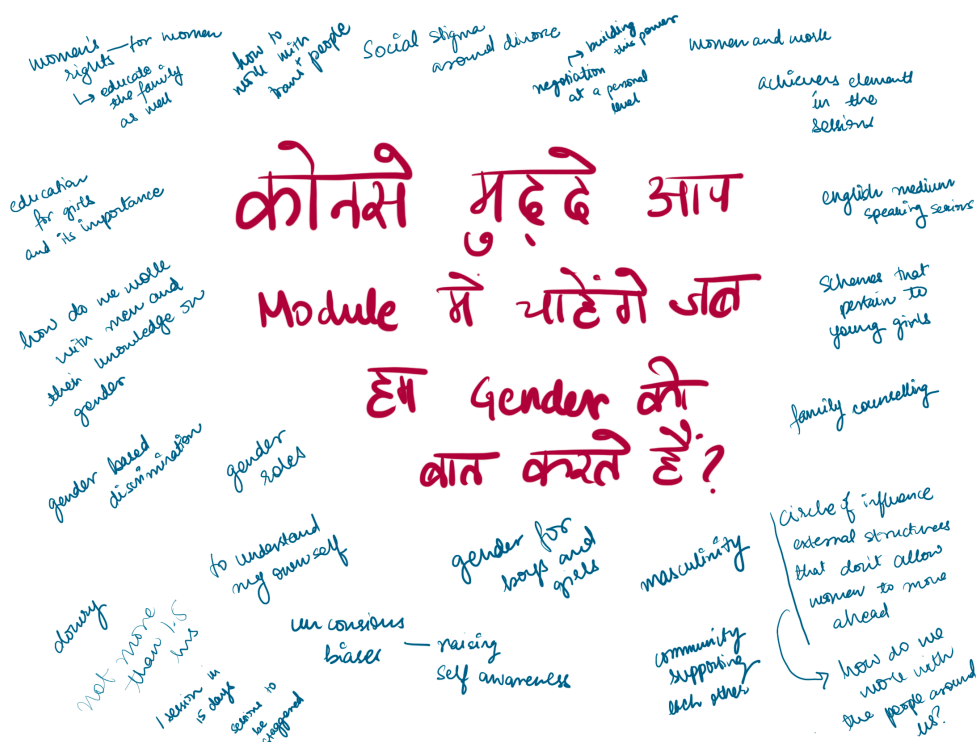 women's — for women
rights
↳ educate
the family
as well
how to
work with
trans* people
Social stigma
around divorce
→ building
this power
negotiation
at a personal
level
women and work
achievers elements
in the
sessions
education
for girls
and its importance
कोनसे मुद्दे आप
Module में चाहेंगे जब
हम Gender की
बात करते हैं?
english medium
speaking sessions
how do we work
with men and
their knowledge on
gender
Schemes that
pertain to
young girls
family counselling
gender based
discrimination
gender
roles
to understand
my own self
gender for
boys and
girls
masculinity
circle of influence
external structures
that don't allow
women to move
ahead
how do we
work with
the people around
us?
dowry
not more
than 1.5
hrs
1 session in
15 days
sessions to
be
staggered
unconsious
biases
— raising
self awareness
community
supporting
each other